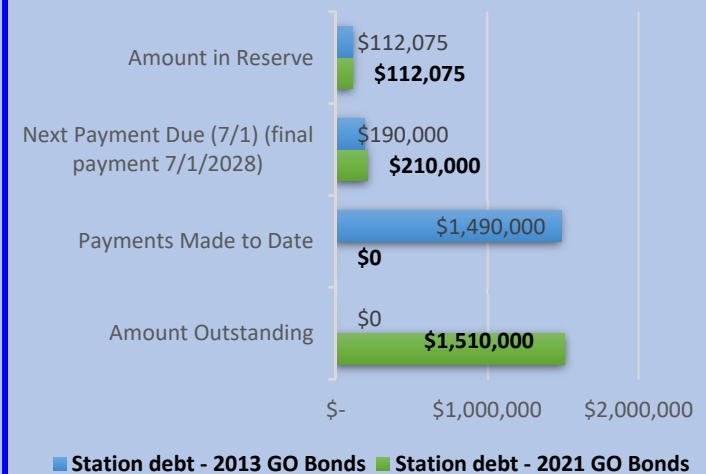 Amount in Reserve
$112,075
$112,075
Next Payment Due (7/1) (final
payment 7/1/2028)
$190,000
$210,000
Payments Made to Date
$1,490,000
$0
Amount Outstanding
$0
$1,510,000
$- $1,000,000 $2,000,000
Station debt - 2013 GO Bonds Station debt - 2021 GO Bonds